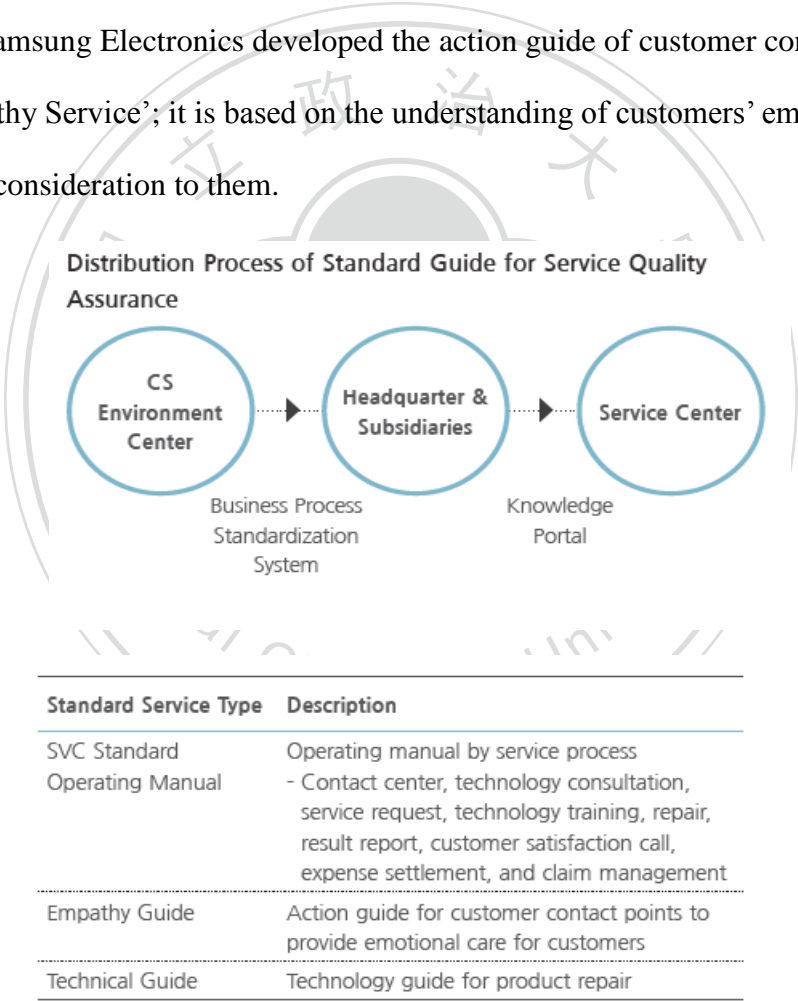 amsung Electronics developed the action guide of customer
thy Service’; it is based on the understanding of customers’
consideration to them.
立 政 治 大
Distribution Process of Standard Guide for Service Quality
Assurance
CS
Environment
Center
Headquarter &
Subsidiaries
Service Center
Business Process
Standardization
System
Knowledge
Portal
Standard Service Type Description
SVC Standard Operating manual by service process
Operating Manual - Contact center, technology consultation,
service request, technology training, repair,
result report, customer satisfaction call,
expense settlement, and claim management
Empathy Guide Action guide for customer contact points to
provide emotional care for customers
Technical Guide Technology guide for product repair